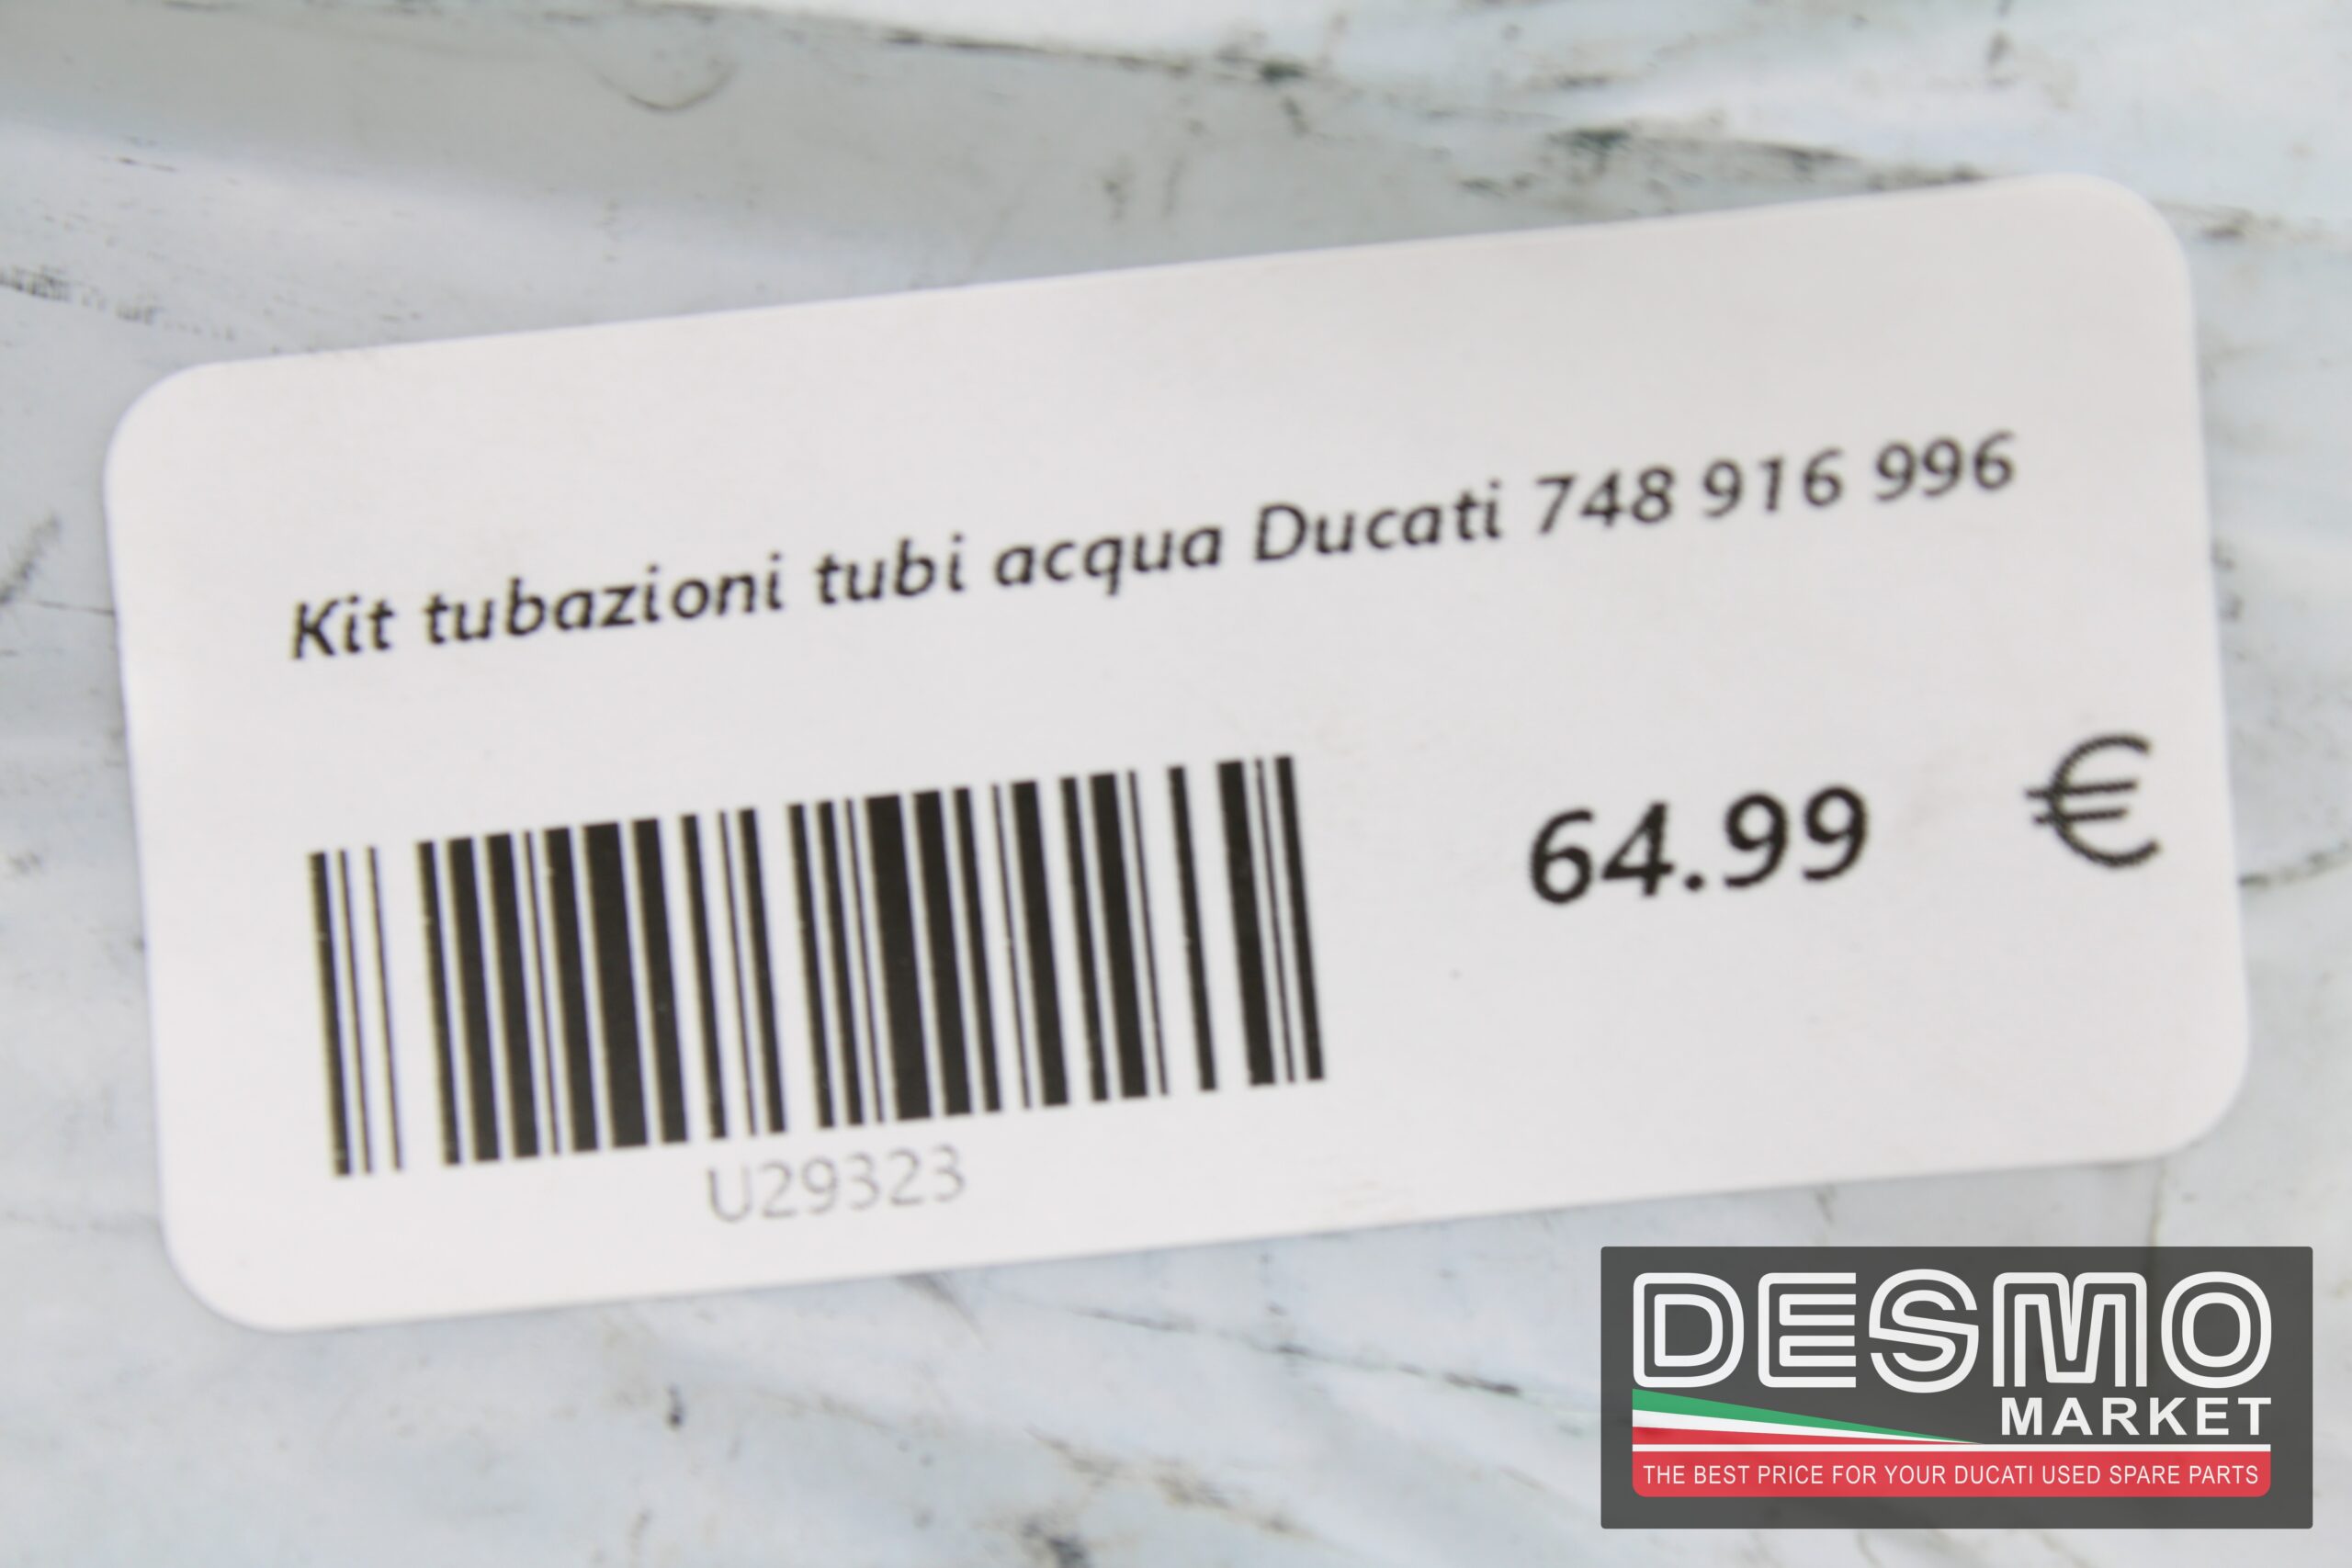 Kit tubazioni tubi acqua Ducati 748 916 996
64.99 €
U29323
DESMO
MARKET
THE BEST PRICE FOR YOUR DUCATI USED SPARE PARTS